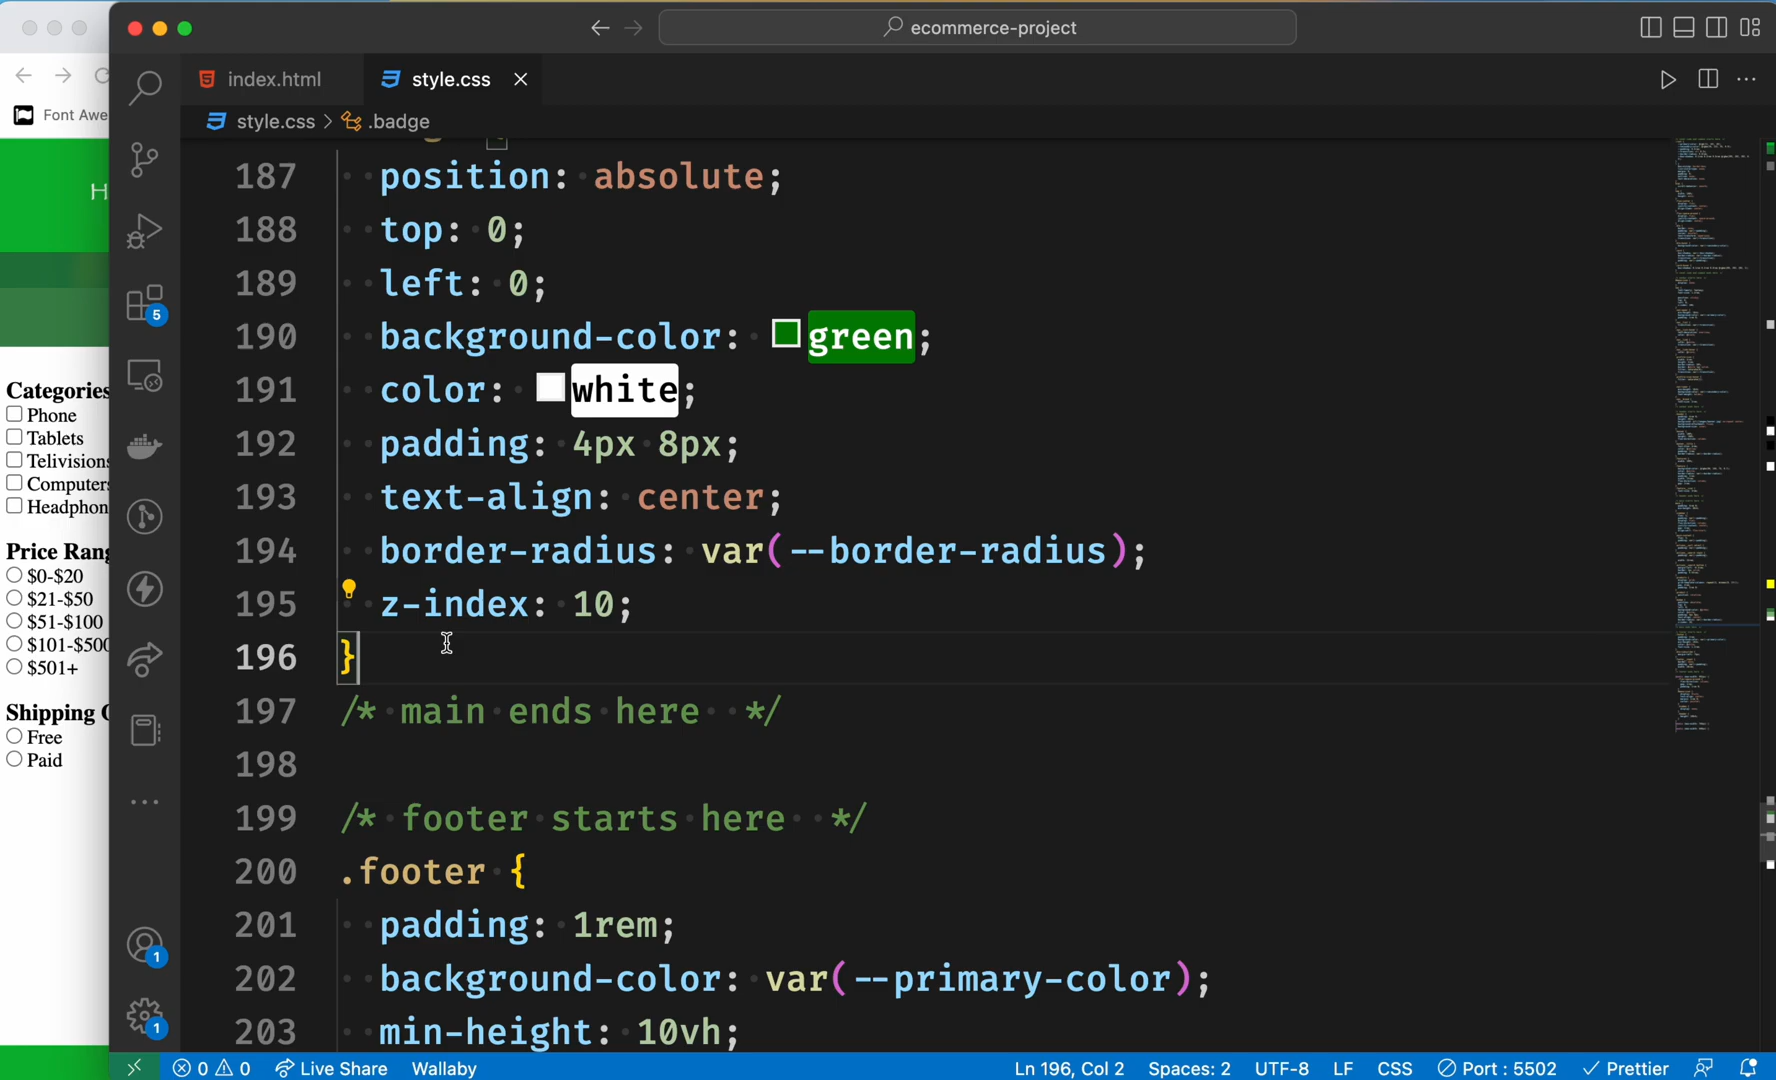 ecommerce-project
index.html
style.css
Font Awe
style.css > .badge
187 position: absolute;
H
188 top: 0;
189 left: 0;
190 background-color: green;
191 color: white;
192 padding: 4px 8px;
193 text-align: center;
194 border-radius: var(--border-radius);
195 z-index: 10;
196 }
197 /* main ends here */
198
199 /* footer starts here */
200 .footer {
201 padding: 1rem;
202 background-color: var(--primary-color);
203 min-height: 10vh;
5
1
1
Categories
Phone
Tablets
Telivisions
Computers
Headphon
Price Rang
$0-$20
$21-$50
$51-$100
$101-$500
$501+
Shipping
Free
Paid
0 0 Live Share Wallaby Ln 196, Col 2 Spaces: 2 UTF-8 LF CSS Port : 5502 Prettier